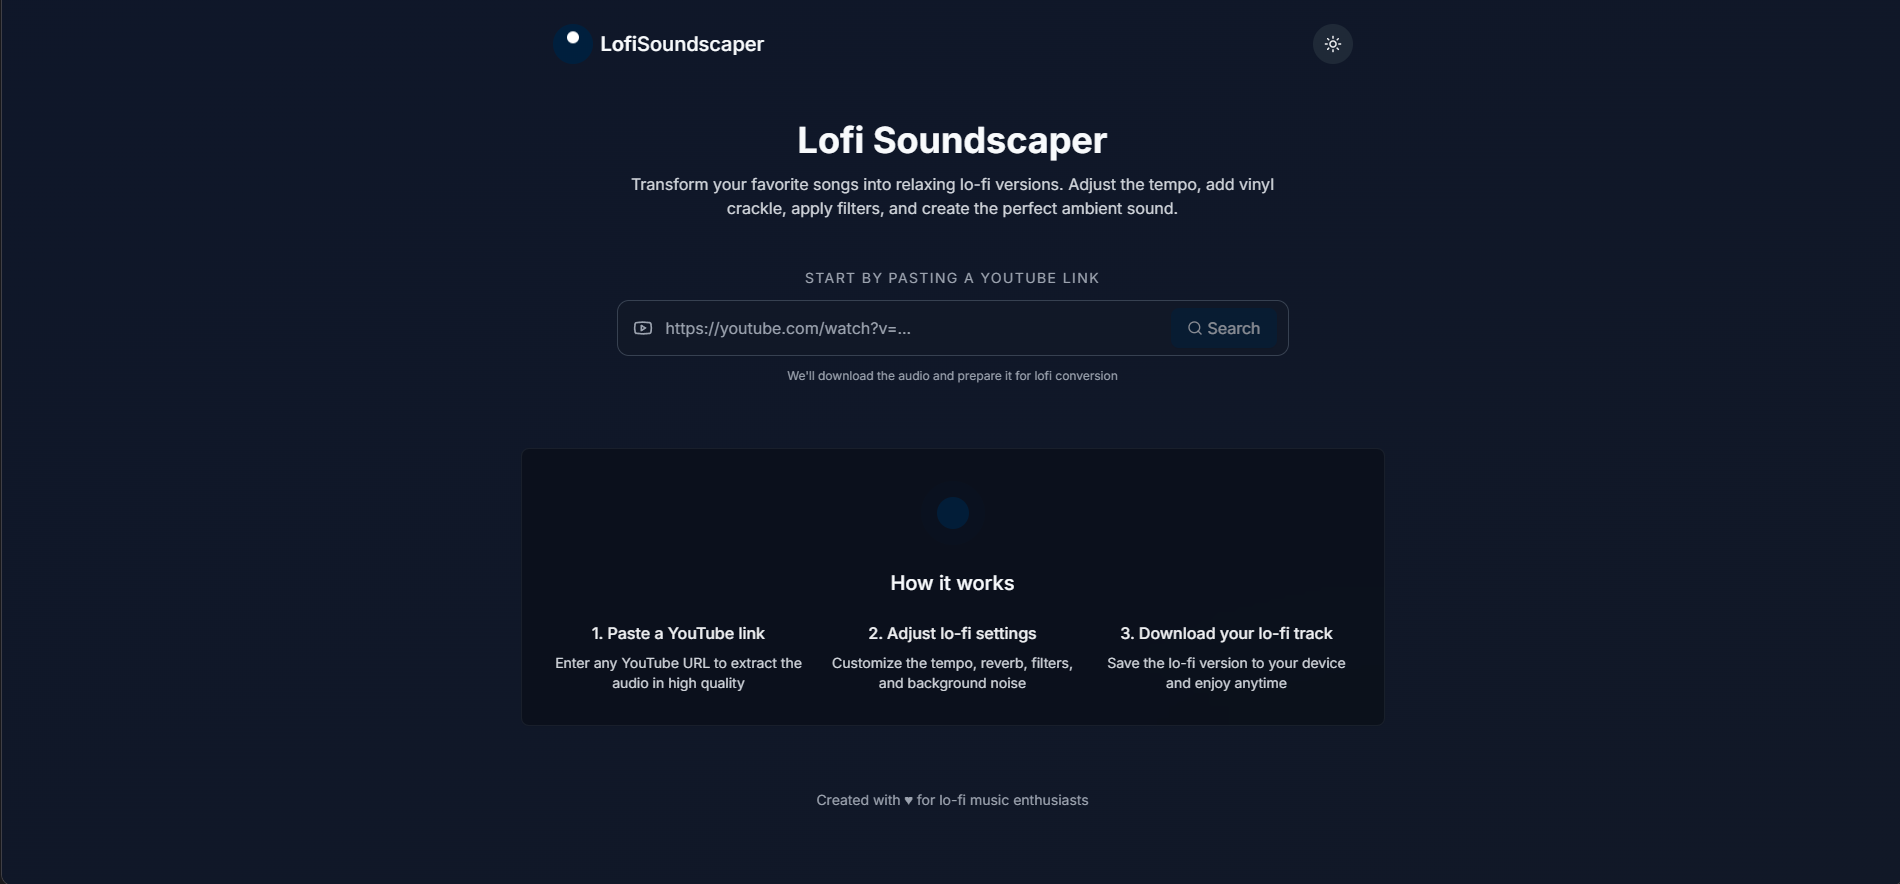 LofiSoundscaper
Lofi Soundscaper
Transform your favorite songs into relaxing lo-fi versions. Adjust the tempo, add vinyl
crackle, apply filters, and create the perfect ambient sound.
START BY PASTING A YOUTUBE LINK
https://youtube.com/watch?v=...
Search
We'll download the audio and prepare it for lofi conversion
How it works
1. Paste a YouTube link
Enter any YouTube URL to extract the
audio in high quality
2. Adjust lo-fi settings
Customize the tempo, reverb, filters,
and background noise
3. Download your lo-fi track
Save the lo-fi version to your device
and enjoy anytime
Created with ♥ for lo-fi music enthusiasts